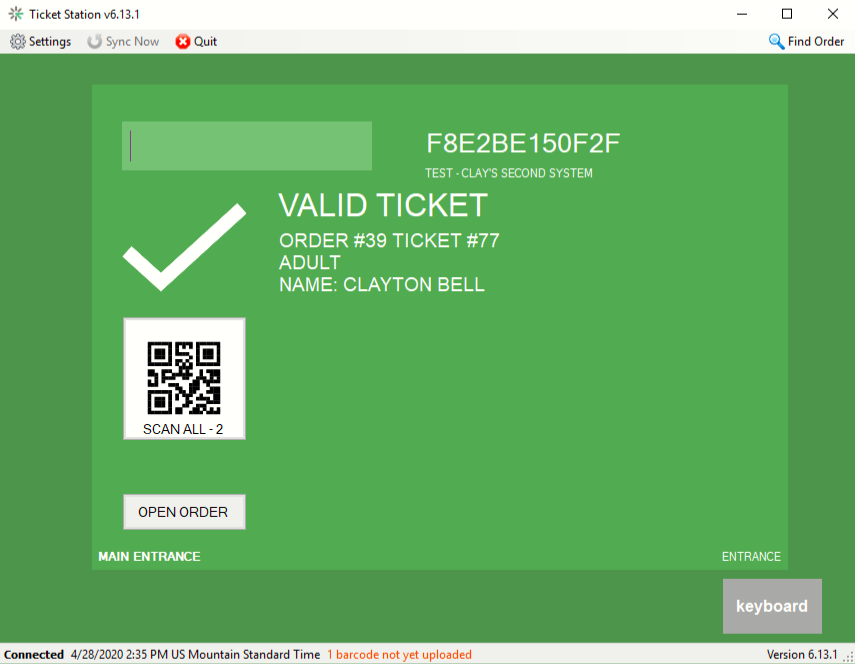 Ticket Station v6.13.1
Settings Sync Now Quit Find Order
F8E2BE150F2F
TEST - CLAY'S SECOND SYSTEM
VALID TICKET
ORDER #39 TICKET #77
ADULT
NAME: CLAYTON BELL
SCAN ALL - 2
OPEN ORDER
MAIN ENTRANCE ENTRANCE
keyboard
Connected 4/28/2020 2:35 PM US Mountain Standard Time 1 barcode not yet uploaded Version 6.13.1